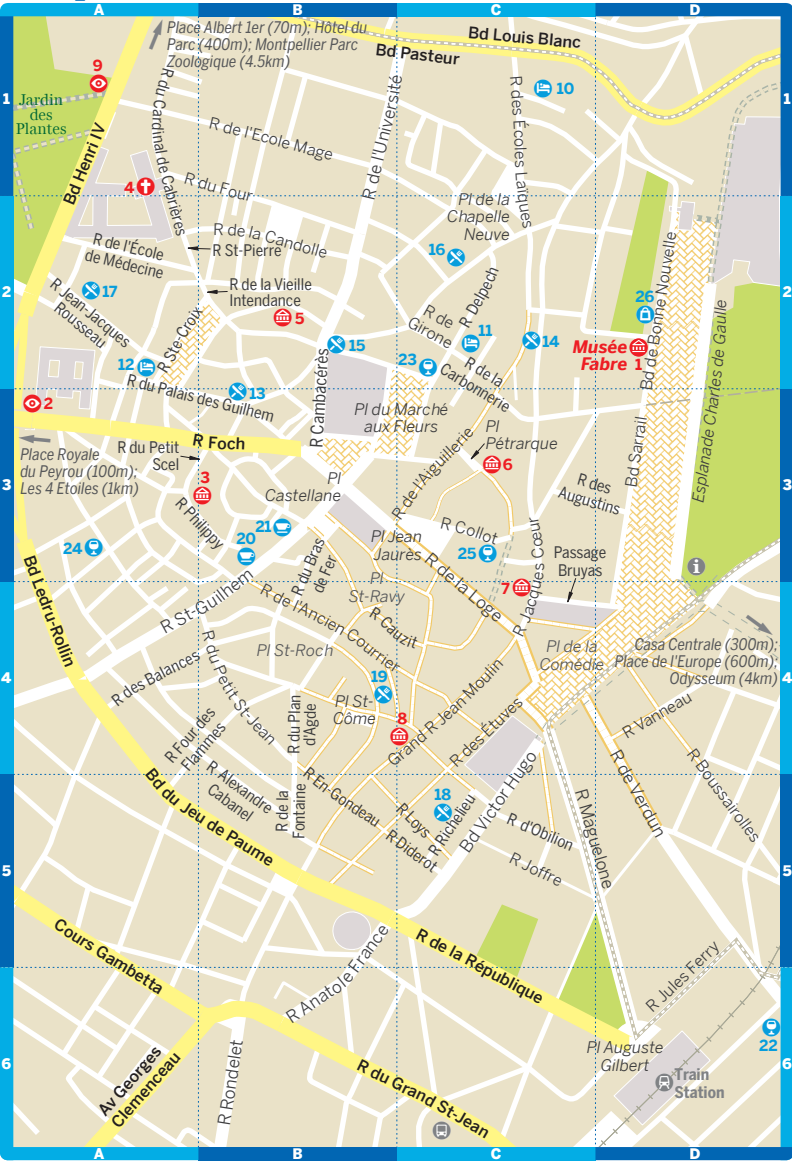 A
B
C
D
Place Albert 1er (70m); Hôtel du
Parc (400m); Montpellier Parc
Zoologique (4.5km)
Bd Pasteur
Bd Louis Blanc
9
1
1
10
Jardin
des
Plantes
Bd Henri IV
R du Cardinal de Cabrières
R de l'Ecole Mage
R de l'Université
R des Écoles Laïques
4
R du Four
Pl de la
Chapelle
Neuve
R de la Candolle
R de l'École
de Médecine
R St-Pierre
16
2
2
17
R Jean-Jacques
Rousseau
R de la Vieille
Intendance
5
R Ste-Croix
R Delpech
R de
Girone
11
14
26
Bd de Bonne Nouvelle
Esplanade Charles de Gaulle
15
23
Musée
Fabre 1
12
R du Palais des Guilhem
13
R Cambacérès
R de la
Carbonnerie
2
Pl du Marché
aux Fleurs
Pl
Pétrarque
R Foch
Place Royale
du Peyrou (100m);
Les 4 Etoiles (1km)
R du Petit
Scel
6
Bd Sarrail
3
3
3
Pl
Castellane
R de l'Aiguillerie
R des
Augustins
R Philippy
21
20
24
R Collot
25
Pl Jean
Jaurès
R Jacques Cœur
Passage
Bruyas
R du Bras
de Fer
R de la Loge
7
Bd Ledru-Rollin
R St-Guilhem
Pl
St-Ravy
R de l'Ancien Courrier
R Cauzit
Pl de la
Comédie
Casa Centrale (300m);
Place de l'Europe (600m);
Odysseum (4km)
4
4
R des Balances
R du Petit St-Jean
Pl St-Roch
19
Pl St-
Côme
8
Grand R Jean Moulin
R des Étuves
R du Plan
d'Agde
R Four des
Flammes
R Vanneau
R Boussairolles
R de Verdun
Bd du Jeu de Paume
R Alexandre
Cabanel
R de la
Fontaine
R En-Gondeau
R Loys
R Diderot
18
R Richelieu
Bd Victor Hugo
R d'Obilion
R Joffre
R Maguelone
5
5
Cours Gambetta
R de la République
R Anatole France
R Jules Ferry
22
Pl Auguste
Gilbert
Train
Station
6
6
Av Georges
Clemenceau
R Rondelet
R du Grand St-Jean
A
B
C
D